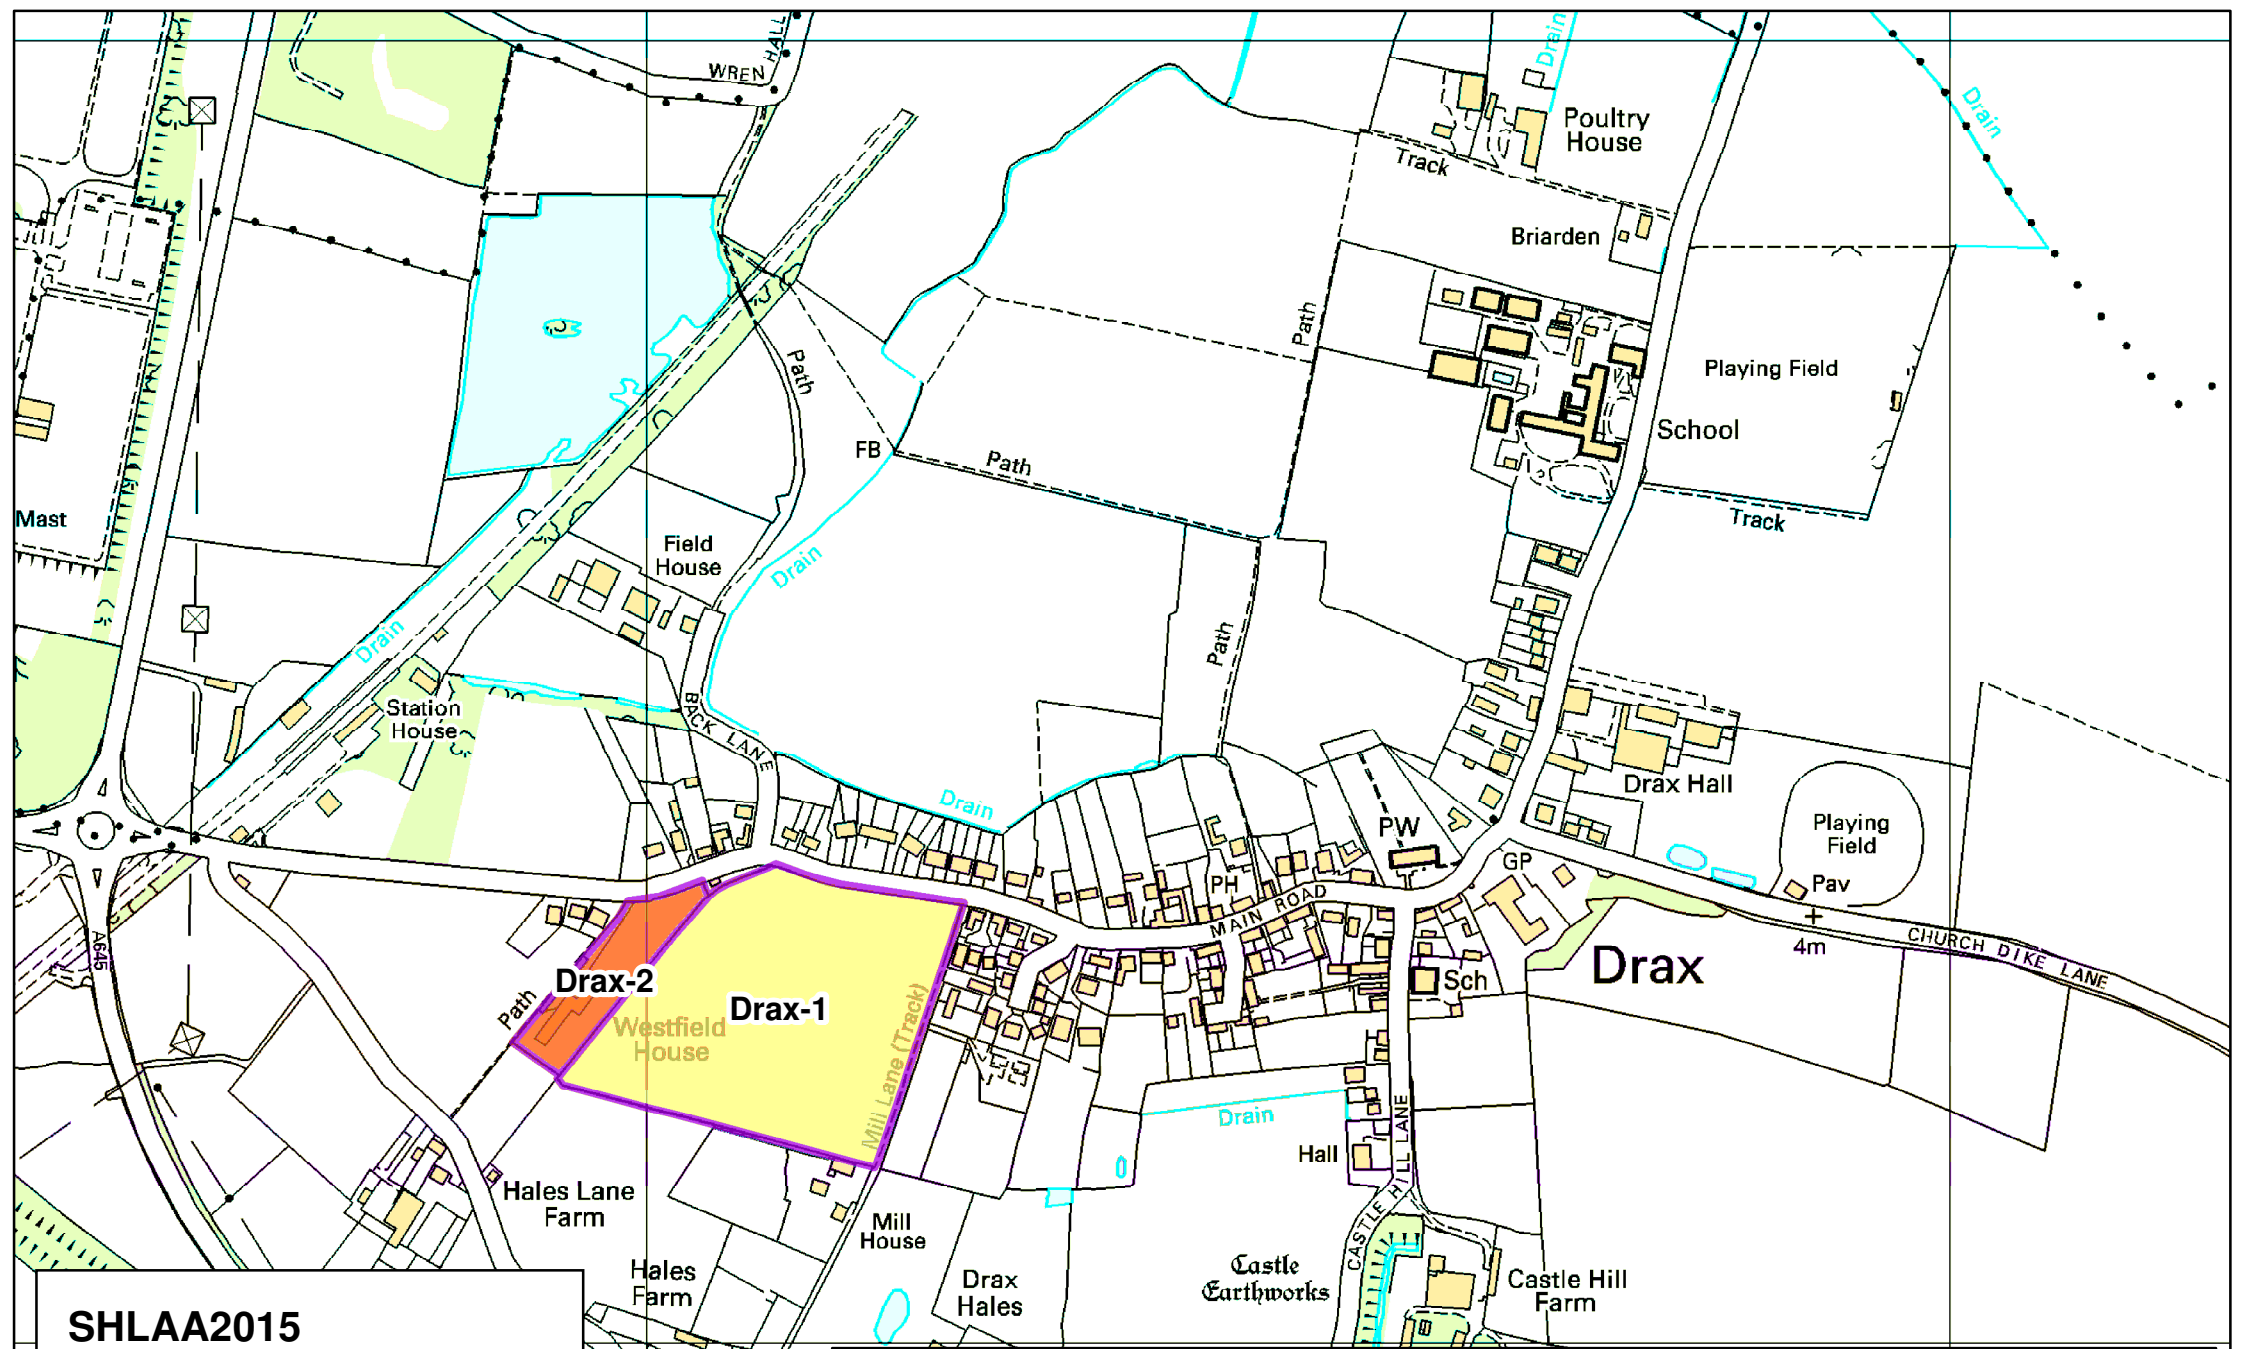 WREN HALL
Drain
Poultry
House
Track
Drain
Briarden
Path
Path
Playing Field
School
FB
Path
Track
Mast
Field
House
Drain
Drain
Path
Station
House
BACK LANE
Drain
Drax Hall
Playing
Field
PW
GP
PH
Pav
MAIN ROAD
4m
CHURCH DIKE LANE
A645
Drax
Sch
Drax-2
Drax-1
Path
Westfield
House
Mill Lane (Track)
Drain
Hall
CASTLE HILL LANE
Hales Lane
Farm
Mill
House
Hales
Farm
Drax
Hales
Castle
Earthworks
Castle Hill
Farm
SHLAA2015